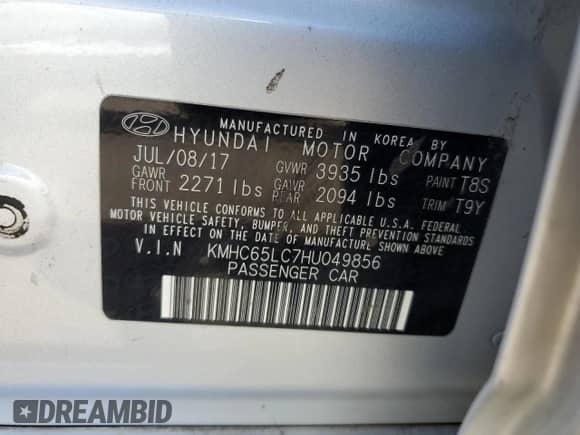 MANUFACTURED IN KOREA BY
HYUNDAI MOTOR COMPANY
JUL/08/17 GVWR 3935 lbs PAINT T8S
GAWR FRONT 2271 lbs GAWR REAR 2094 lbs TRIM T9Y
THIS VEHICLE CONFORMS TO ALL APPLICABLE U.S.A. FEDERAL
MOTOR VEHICLE SAFETY, BUMPER, AND THEFT PREVENTION STANDARDS
IN EFFECT ON THE DATE OF MANUFACTURE SHOWN ABOVE.
V.I.N KMHC65LC7HU049856
PASSENGER CAR
DREAMBID